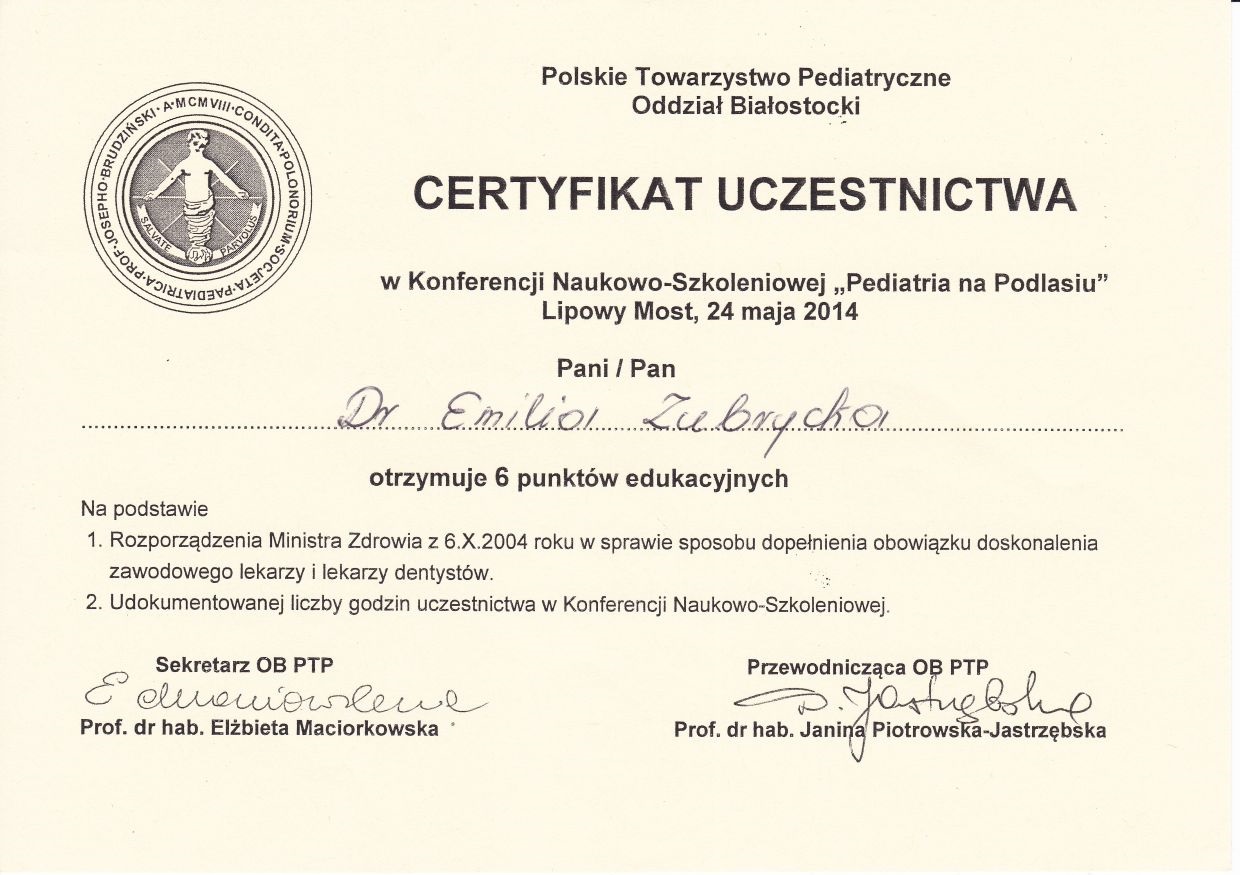 Polskie Towarzystwo Pediatryczne
Oddział Białostocki
A·MCMVIII·CONDITA·POLONORIUM·SOCJETA·PAEDIATRICA·PROF·JOSEPHO·BRUDZIŃSKI·
SALVATE PARVOLUS
CERTYFIKAT UCZESTNICTWA
w Konferencji Naukowo-Szkoleniowej „Pediatria na Podlasiu”
Lipowy Most, 24 maja 2014
Pani / Pan
Dr Emilia Zubrycka
otrzymuje 6 punktów edukacyjnych
Na podstawie
1. Rozporządzenia Ministra Zdrowia z 6.X.2004 roku w sprawie sposobu dopełnienia obowiązku doskonalenia
zawodowego lekarzy i lekarzy dentystów.
2. Udokumentowanej liczby godzin uczestnictwa w Konferencji Naukowo-Szkoleniowej.
Sekretarz OB PTP
Prof. dr hab. Elżbieta Maciorkowska
Przewodnicząca OB PTP
Prof. dr hab. Janina Piotrowska-Jastrzębska